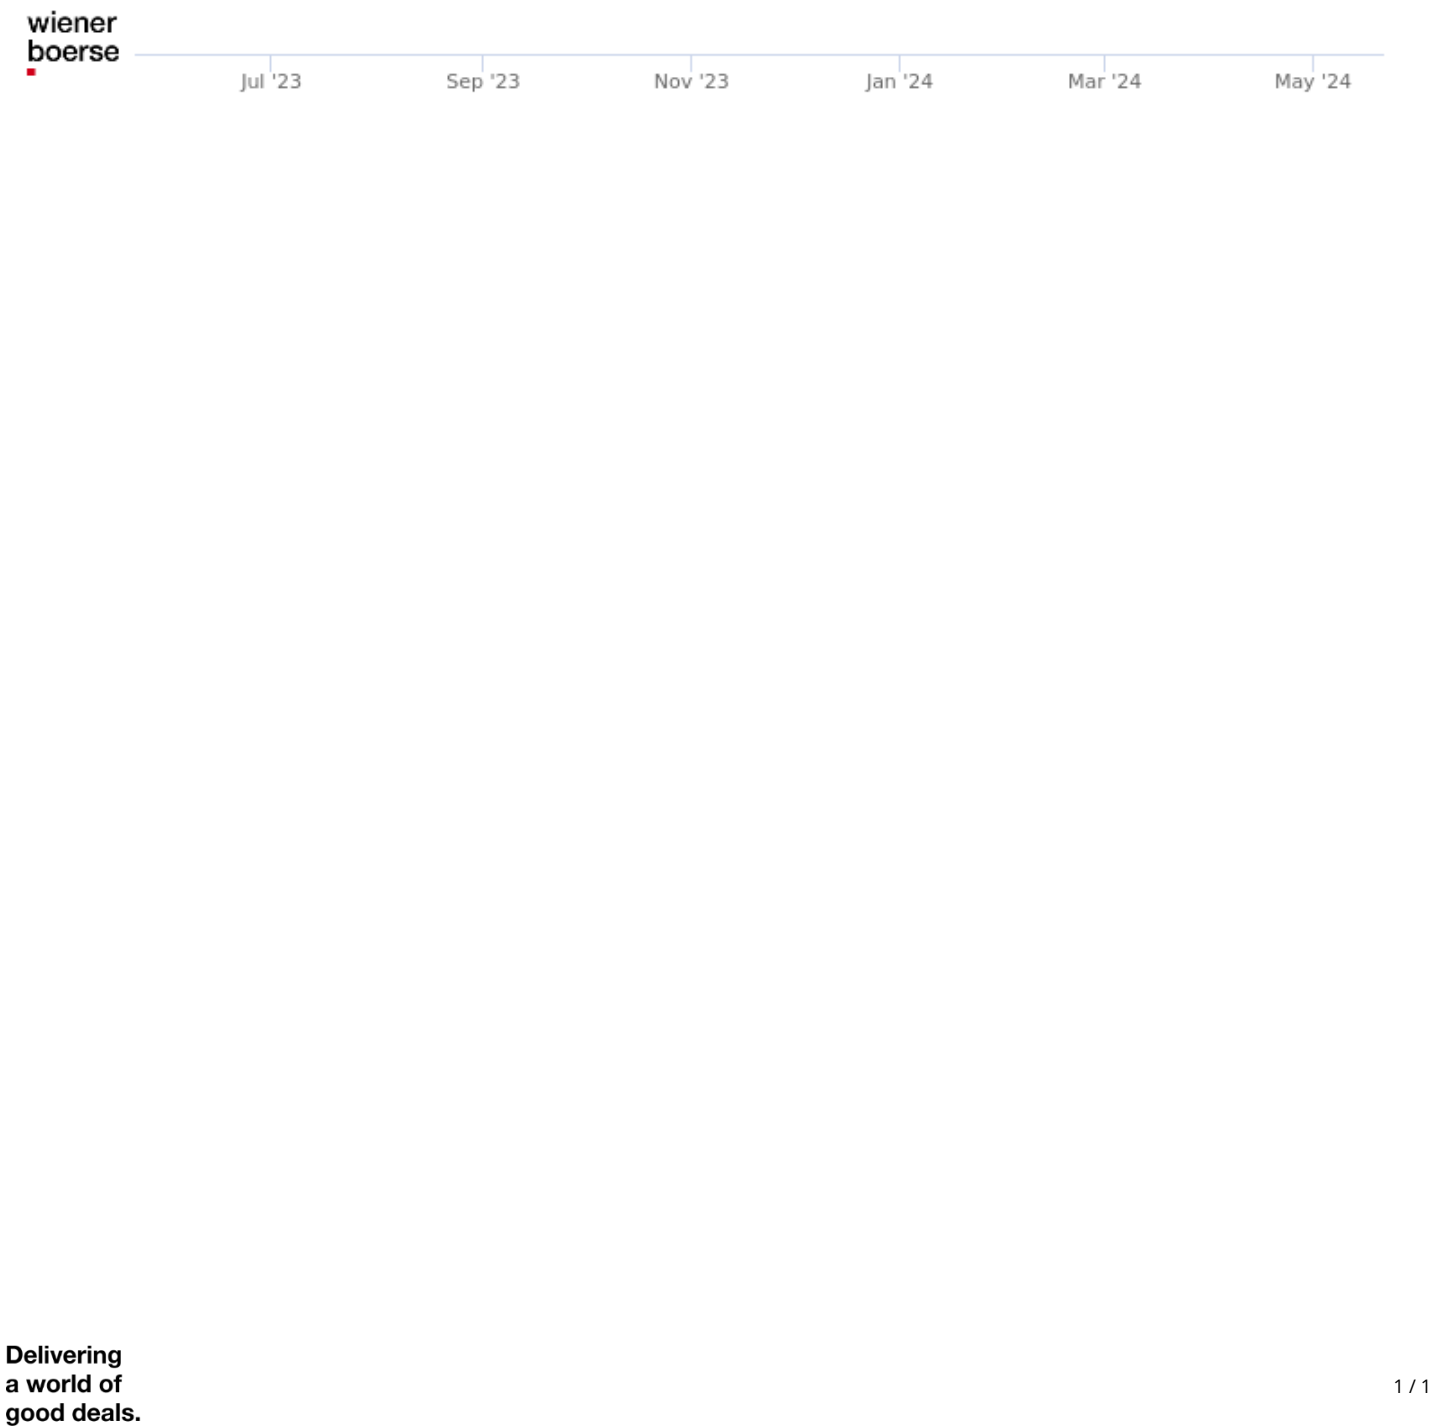 wiener
boerse
Jul '23 Sep '23 Nov '23 Jan '24 Mar '24 May '24
Delivering
a world of
good deals.
1 / 1